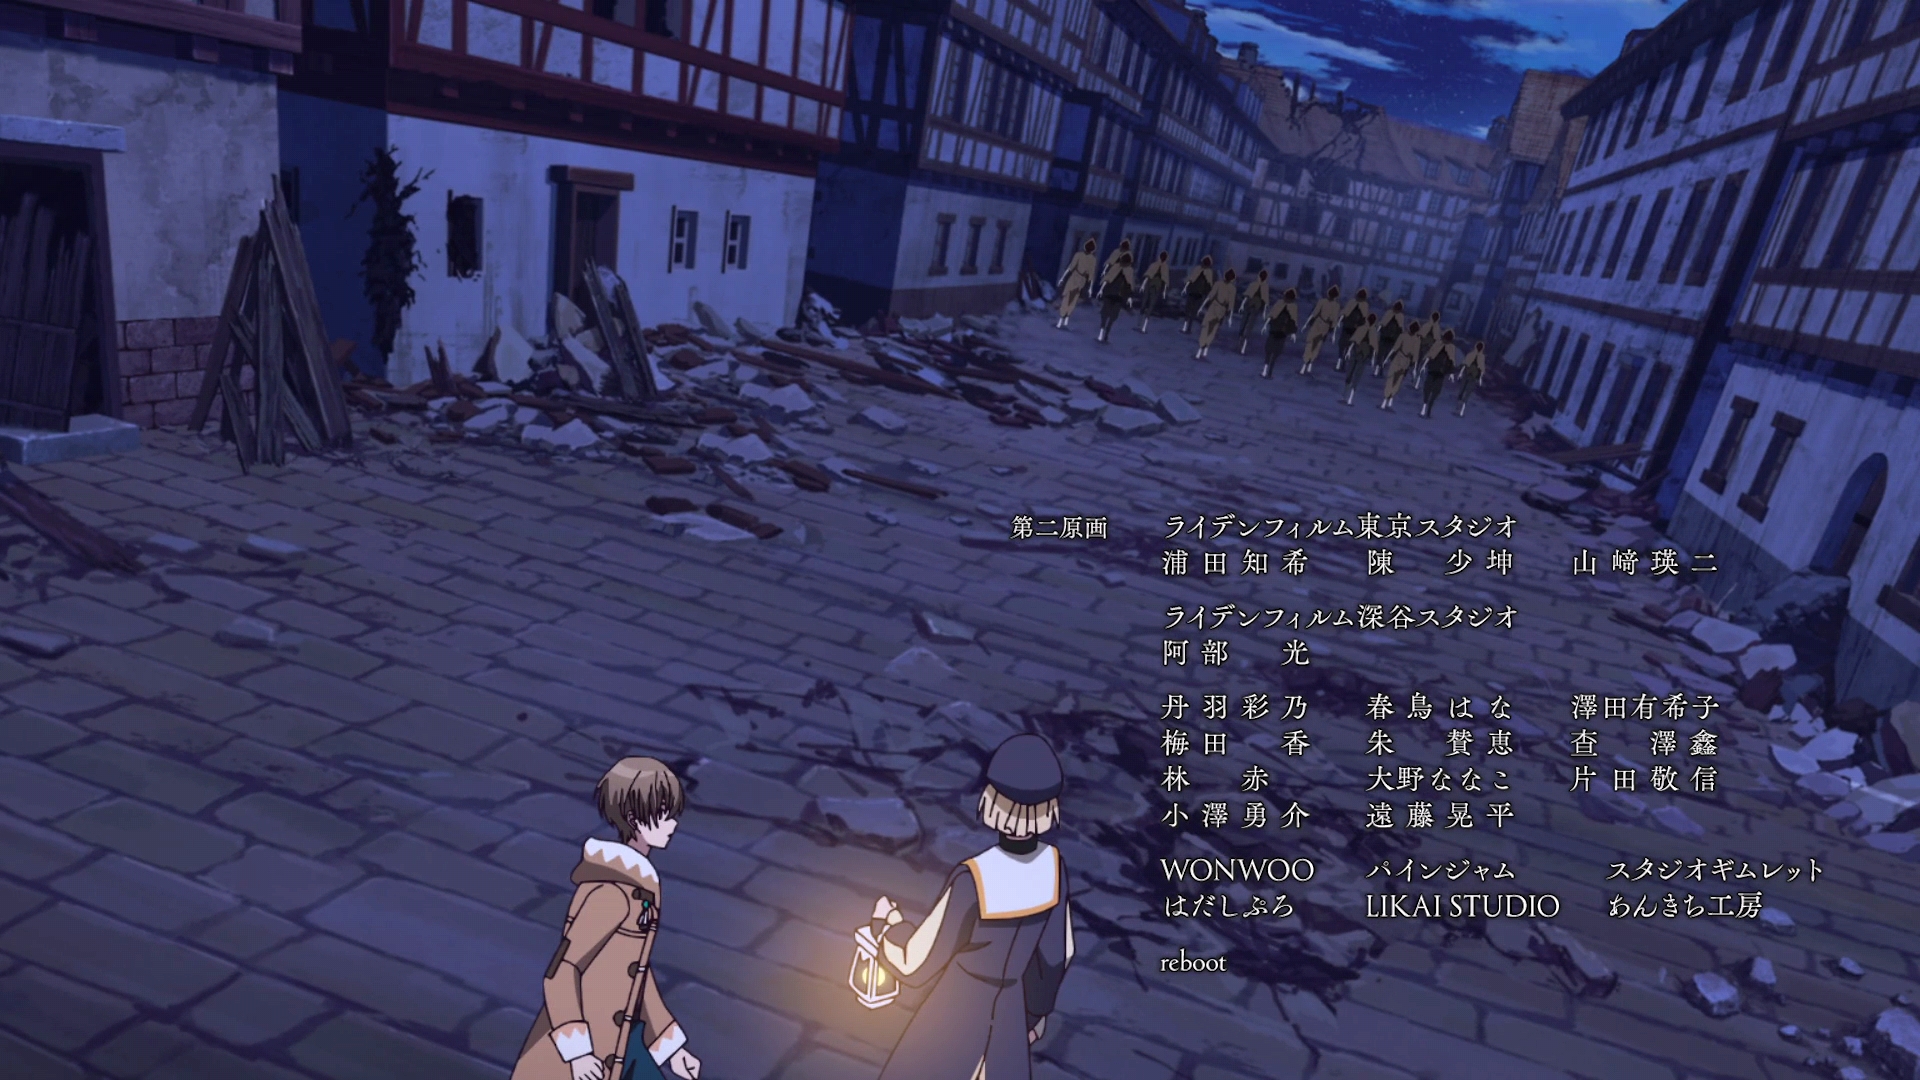 第二原画 ライデンフィルム東京スタジオ
浦田知希 陳 少坤 山﨑瑛二
ライデンフィルム深谷スタジオ
阿部 光
丹羽彩乃 春鳥はな 澤田有希子
梅田 香 朱 賛恵 査 澤鑫
林 赤 大野ななこ 片田敬信
小澤勇介 遠藤晃平
WONWOO パインジャム スタジオギムレット
はだしぷろ LIKAI STUDIO あんきち工房
reboot